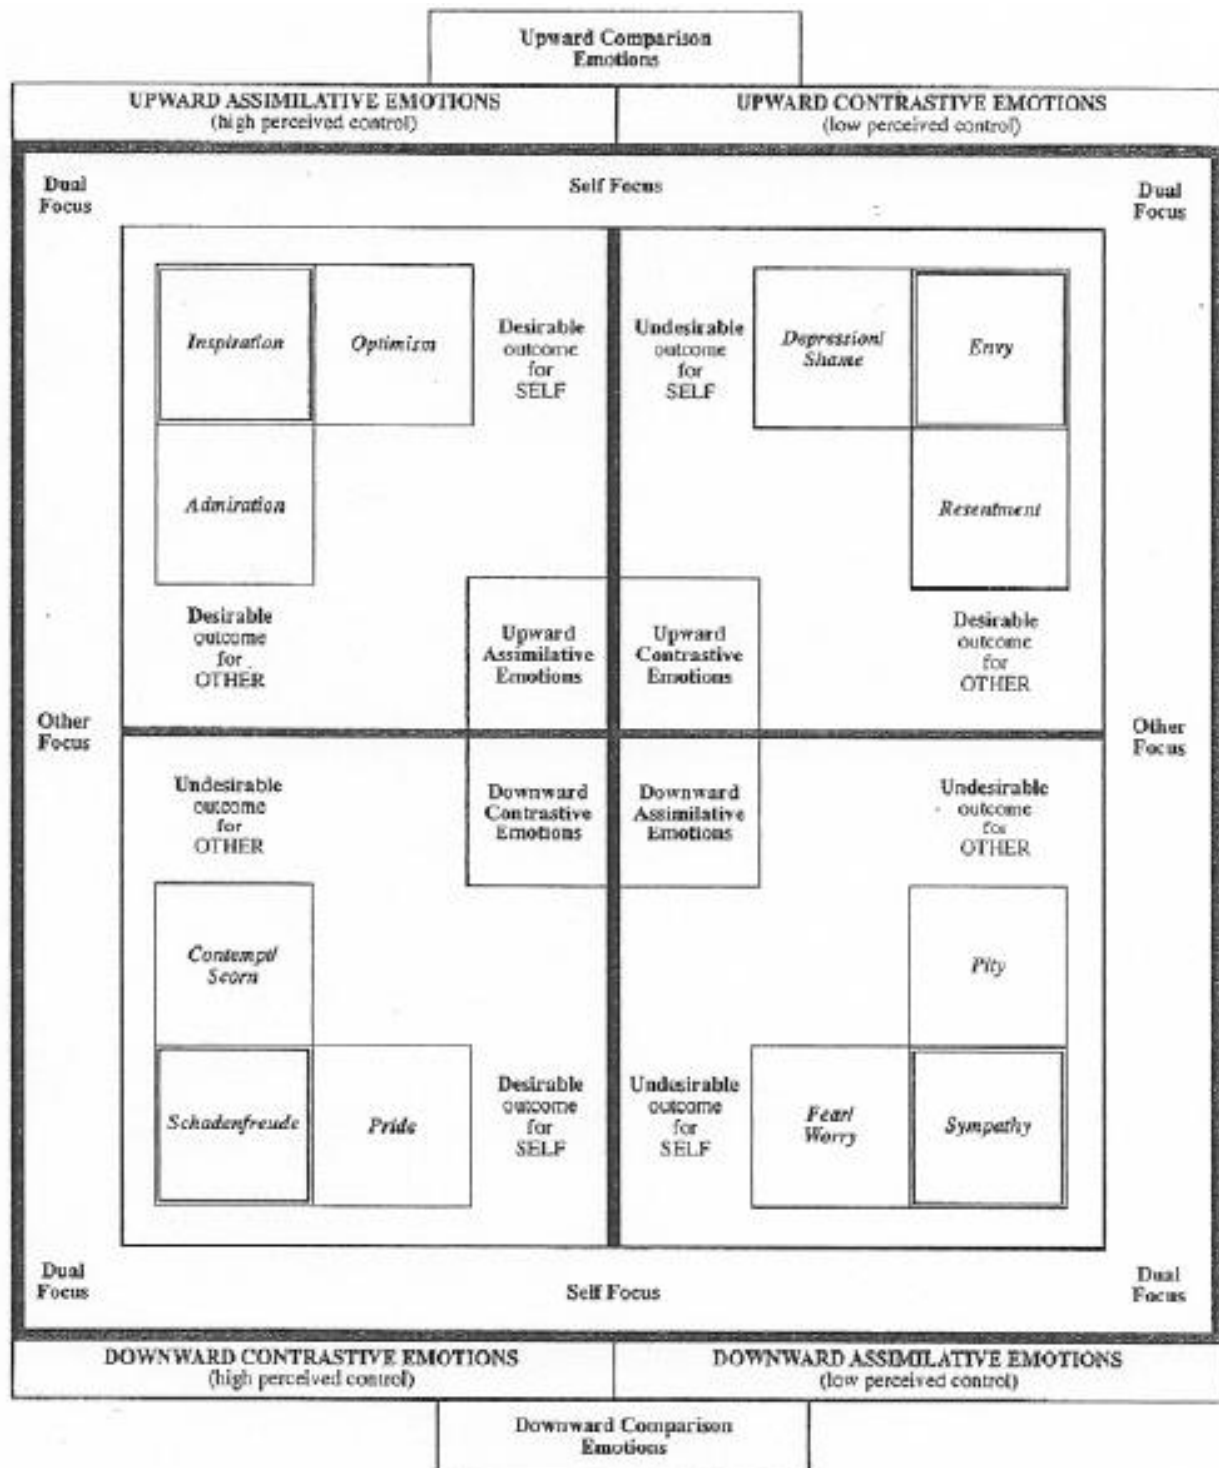 Upward Comparison
Emotions
UPWARD ASSIMILATIVE EMOTIONS
(high perceived control)
UPWARD CONTRASTIVE EMOTIONS
(low perceived control)
Dual
Focus
Self Focus
Dual
Focus
Inspiration
Optimism
Desirable
outcome
for
SELF
Undesirable
outcome
for
SELF
Depression/
Shame
Envy
Admiration
Resentment
Desirable
outcome
for
OTHER
Upward
Assimilative
Emotions
Upward
Contrastive
Emotions
Desirable
outcome
for
OTHER
Other
Focus
Other
Focus
Undesirable
outcome
for
OTHER
Downward
Contrastive
Emotions
Downward
Assimilative
Emotions
Undesirable
outcome
for
OTHER
Contempt/
Scorn
Pity
Schadenfreude
Pride
Desirable
outcome
for
SELF
Undesirable
outcome
for
SELF
Fear/
Worry
Sympathy
Dual
Focus
Self Focus
Dual
Focus
DOWNWARD CONTRASTIVE EMOTIONS
(high perceived control)
DOWNWARD ASSIMILATIVE EMOTIONS
(low perceived control)
Downward Comparison
Emotions